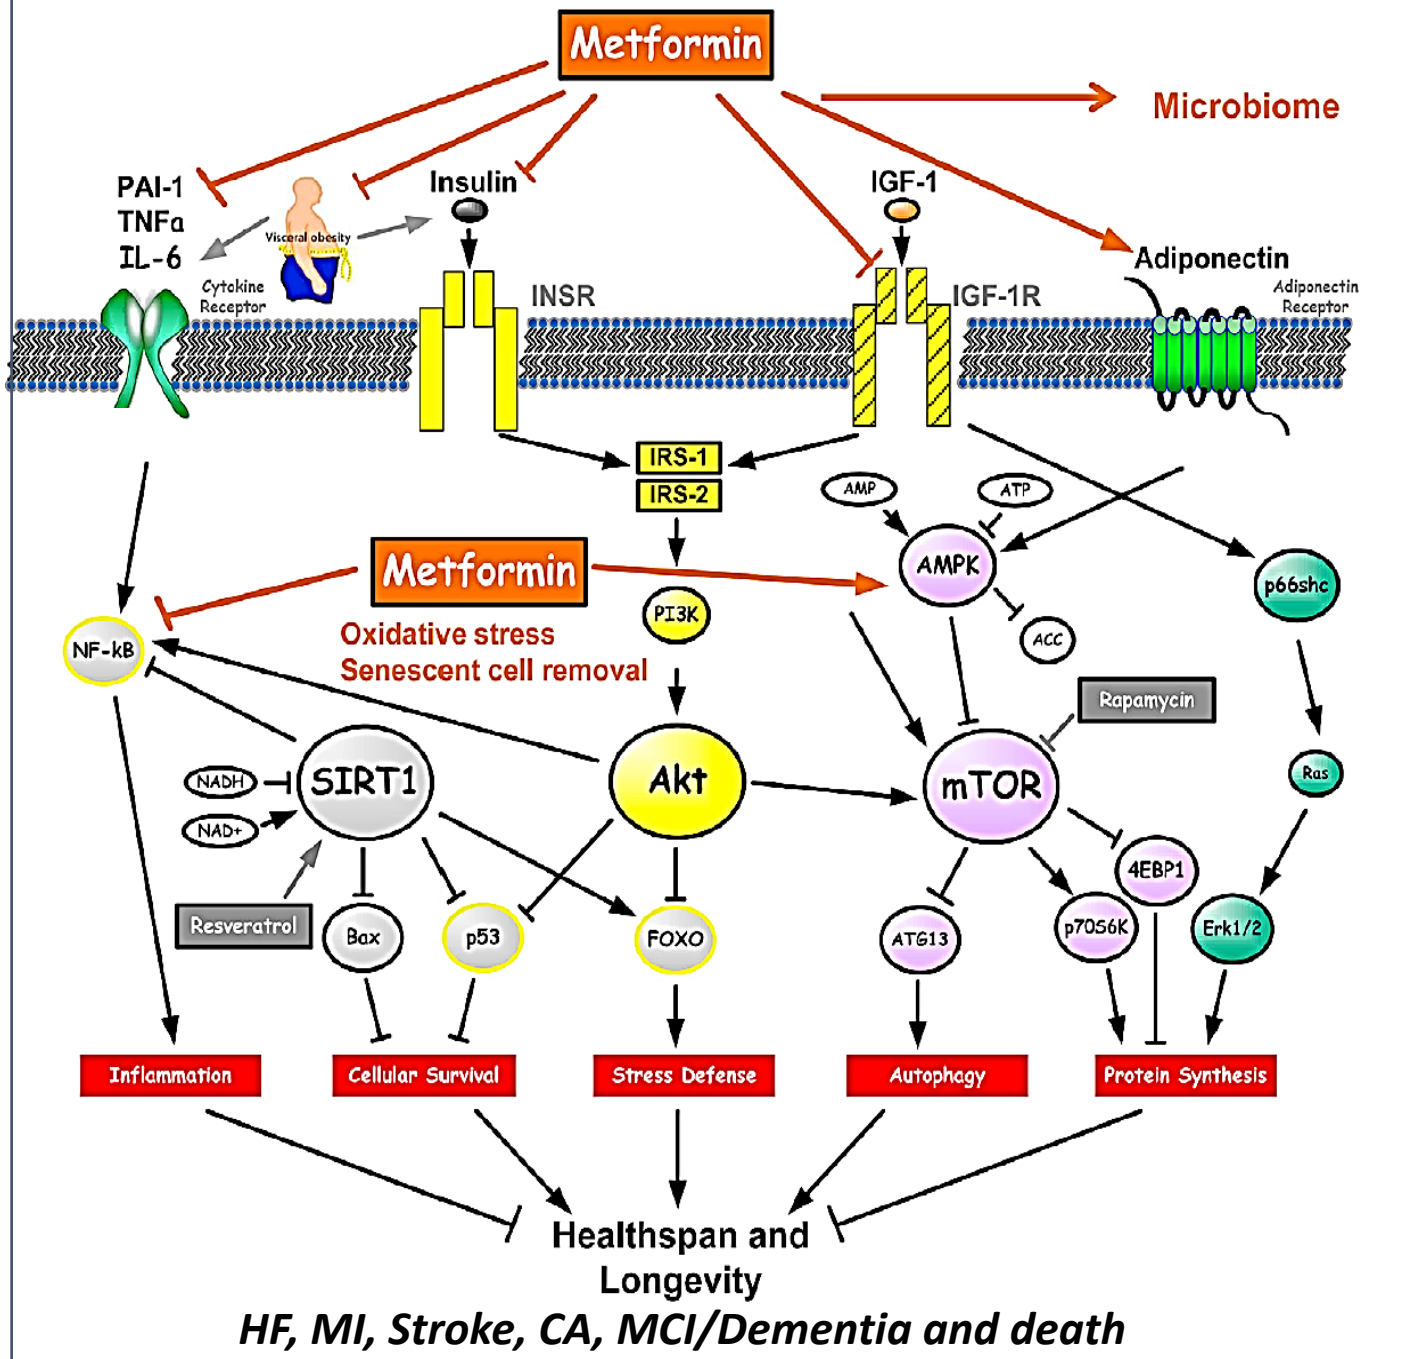 Metformin
Microbiome
PAI-1
TNFα
IL-6
Visceral obesity
Insulin
IGF-1
Adiponectin
Cytokine
Receptor
INSR
IGF-1R
Adiponectin
Receptor
IRS-1
IRS-2
AMP
ATP
Metformin
AMPK
p66shc
PI3K
Oxidative stress
Senescent cell removal
NF-kB
ACC
Rapamycin
NADH
NAD+
SIRT1
Akt
mTOR
Ras
Resveratrol
Bax
p53
FOXO
ATG13
p70S6K
4EBP1
Erk1/2
Inflammation
Cellular Survival
Stress Defense
Autophagy
Protein Synthesis
Healthspan and
Longevity
HF, MI, Stroke, CA, MCI/Dementia and death